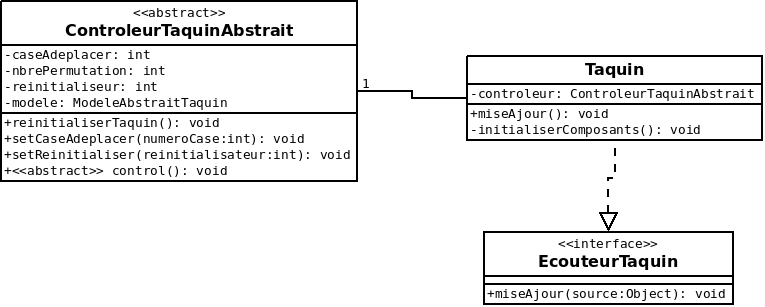 <<abstract>>
ControleurTaquinAbstrait
-caseAdeplacer: int
-nbrePermutation: int
-reinitialiseur: int
-modele: ModeleAbstraitTaquin
+reinitialiserTaquin(): void
+setCaseAdeplacer(numeroCase:int): void
+setReinitialiser(reinitialisateur:int): void
+<<abstract>> control(): void
1
Taquin
-controleur: ControleurTaquinAbstrait
+miseAjour(): void
-initialiserComposants(): void
<<interface>>
EcouteurTaquin
+miseAjour(source:Object): void